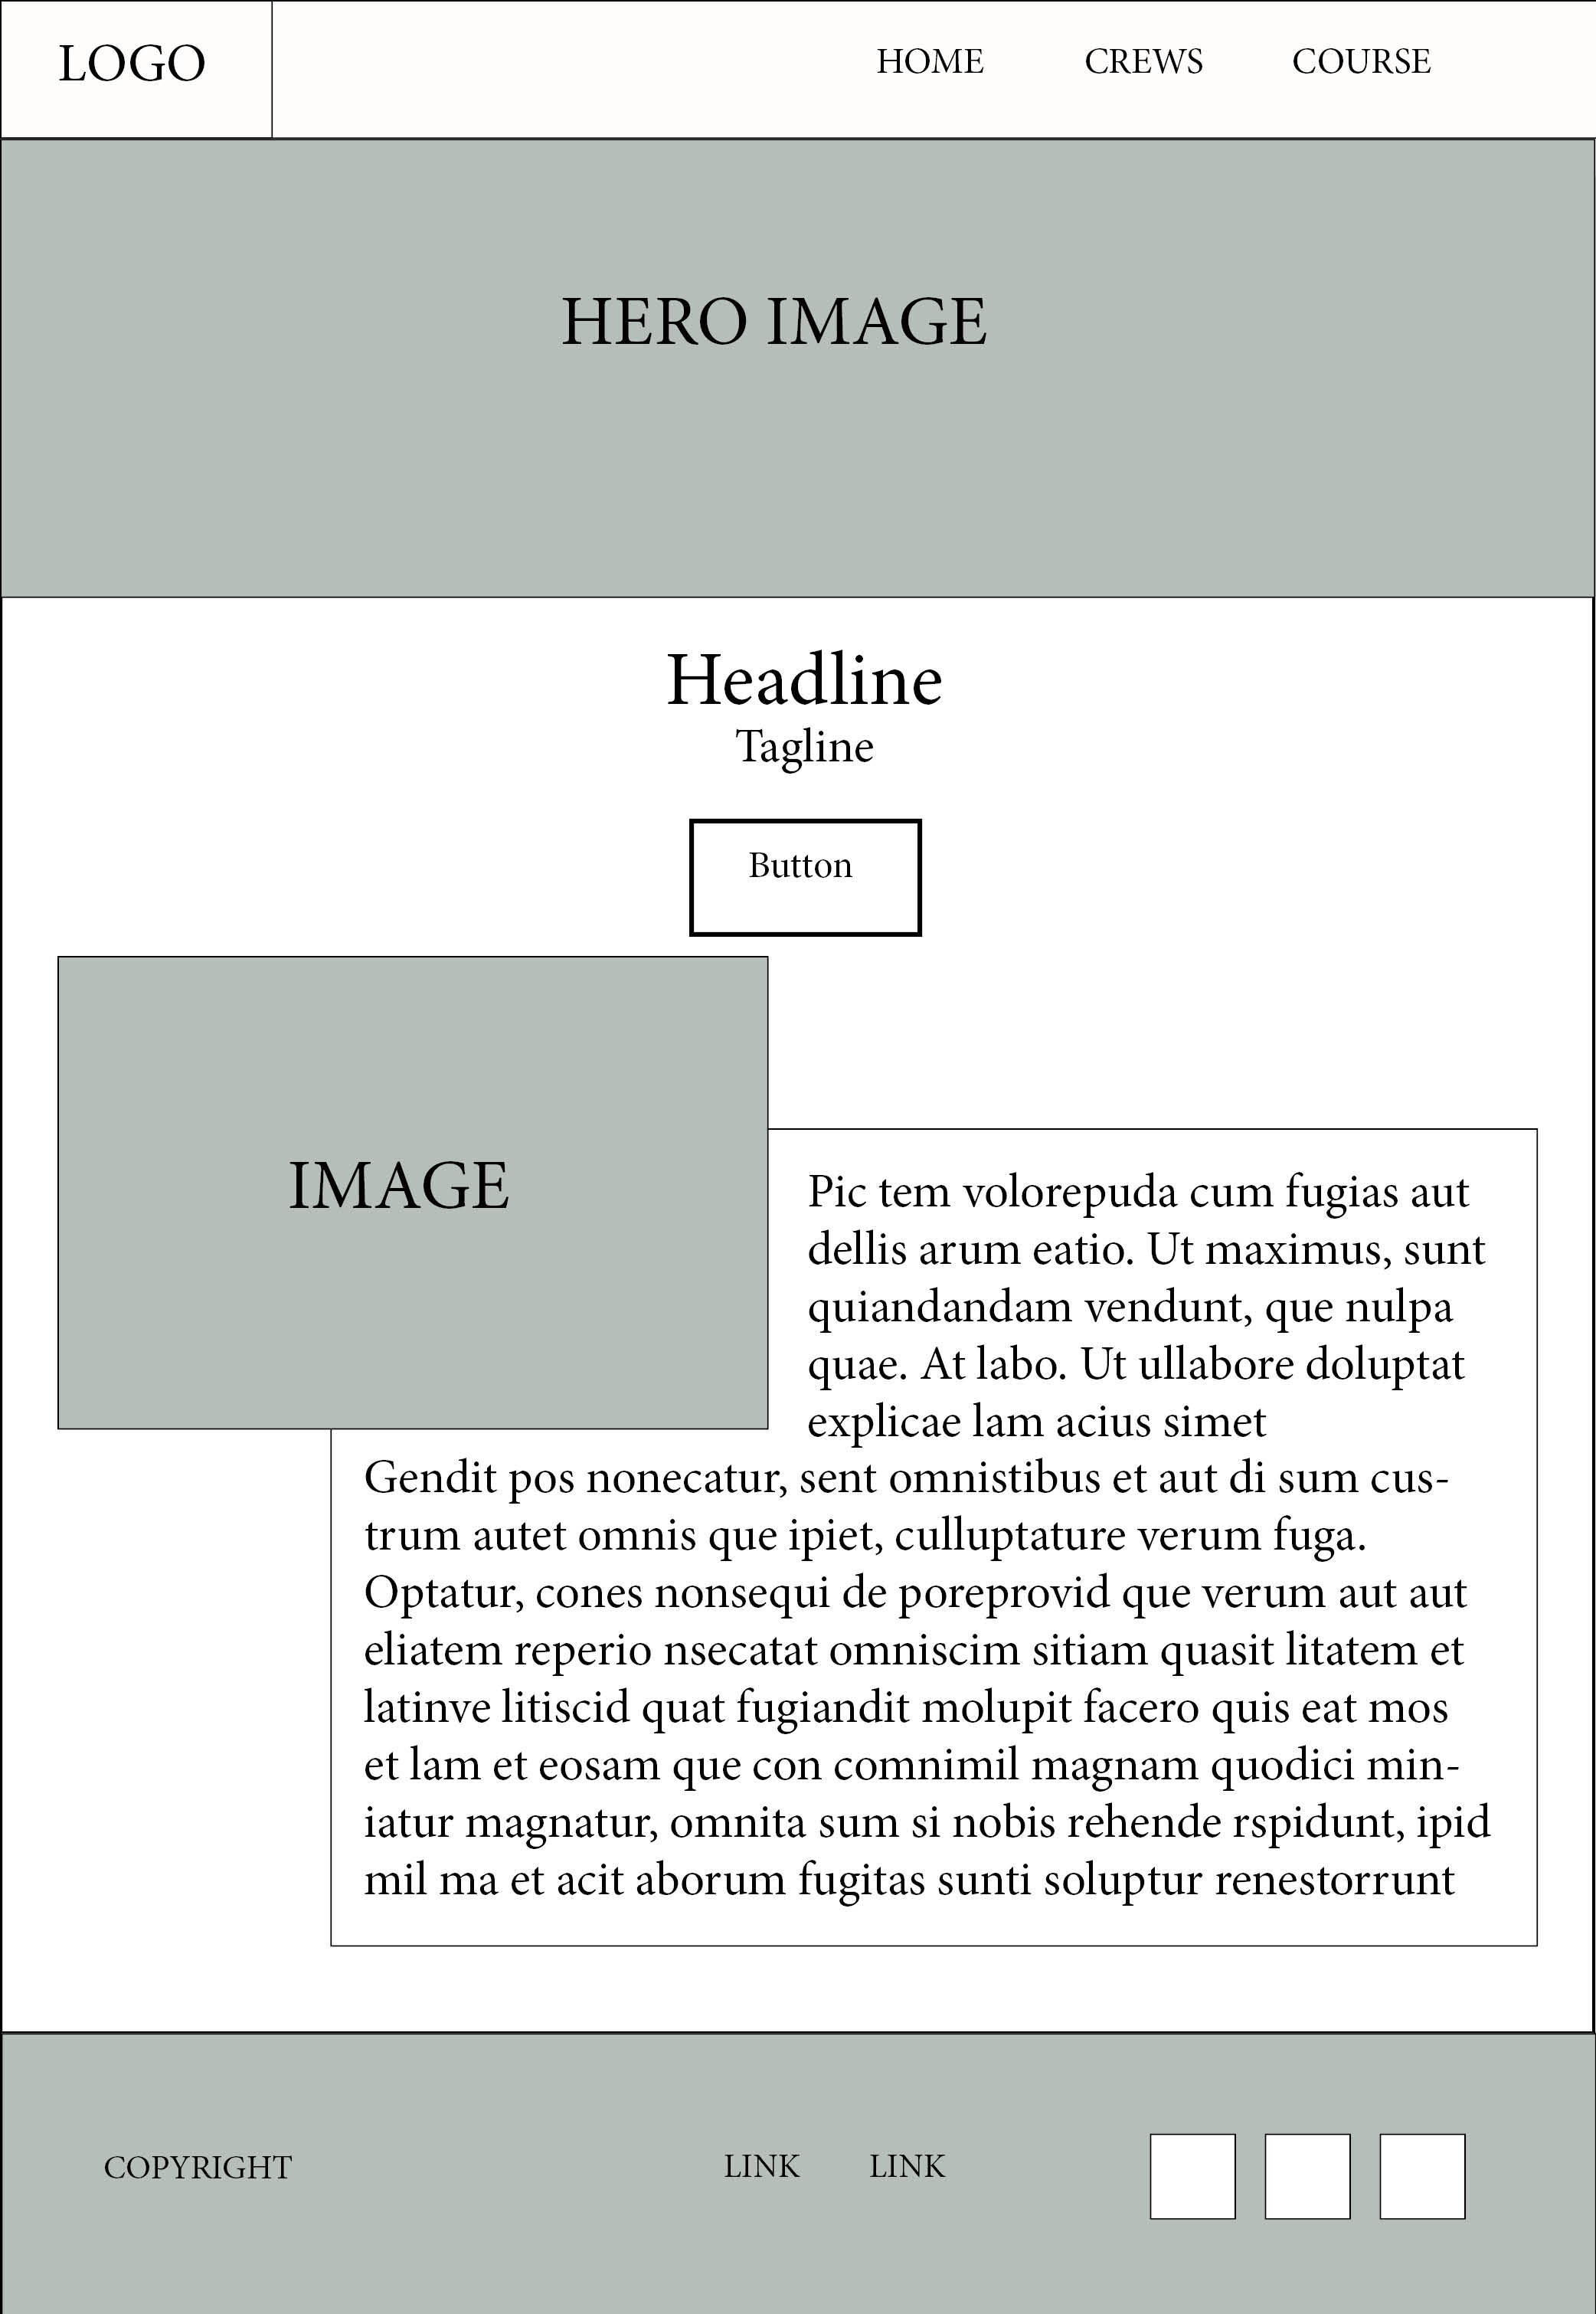 LOGO
HOME CREWS COURSE
HERO IMAGE
Headline
Tagline
Button
IMAGE
Pic tem volorepuda cum fugias aut
dellis arum eatio. Ut maximus, sunt
quiandandam vendunt, que nulpa
quae. At labo. Ut ullabore doluptat
explicae lam acius simet
Gendit pos nonecatur, sent omnistibus et aut di sum cus-
trum autet omnis que ipiet, culluptature verum fuga.
Optatur, cones nonsequi de poreprovid que verum aut aut
eliatem reperio nsecatat omniscim sitiam quasit litatem et
latinve litiscid quat fugiandit molupit facero quis eat mos
et lam et eosam que con comnimil magnam quodici min-
iatur magnatur, omnita sum si nobis rehende rspidunt, ipid
mil ma et acit aborum fugitas sunti soluptur renestorrunt
COPYRIGHT LINK LINK